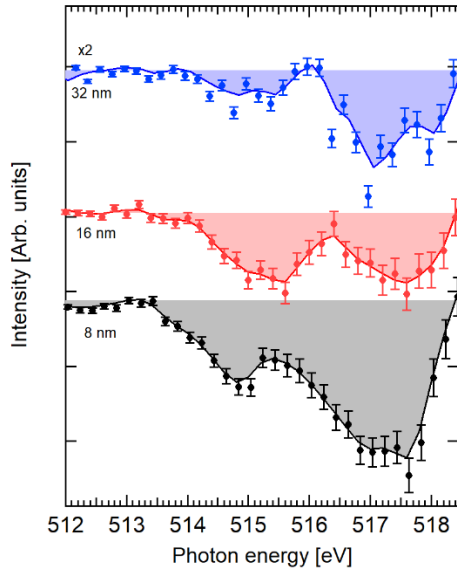 x2
32 nm
16 nm
8 nm
Intensity [Arb. units]
512 513 514 515 516 517 518
Photon energy [eV]